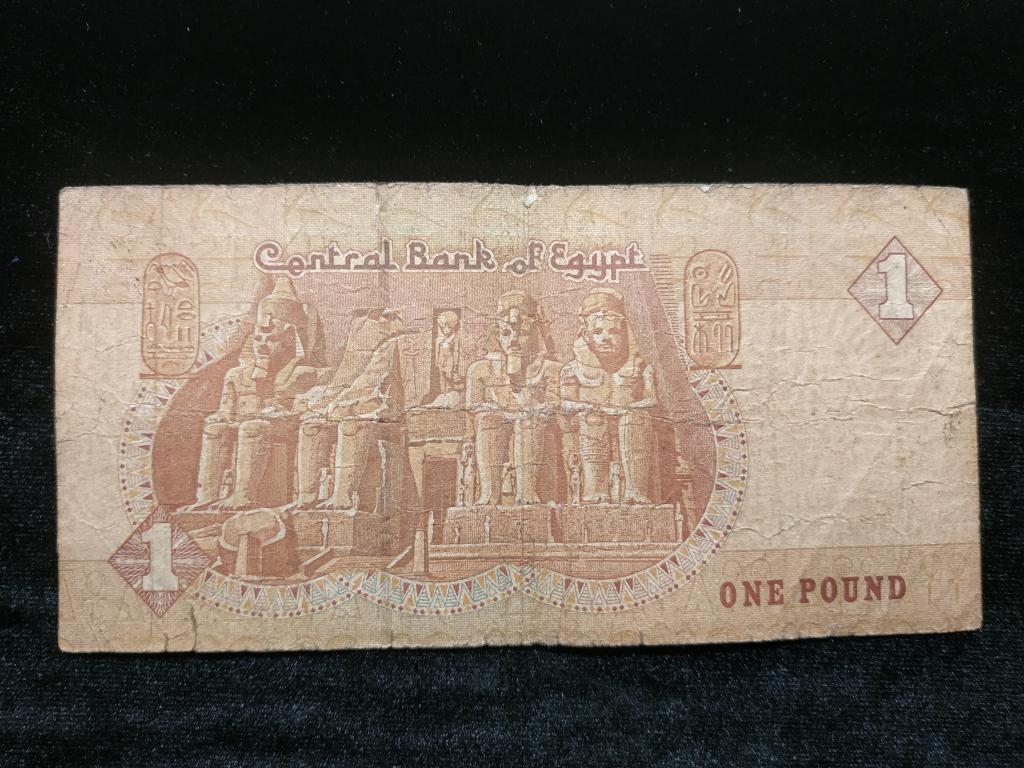 Central Bank of Egypt
1
1
ONE POUND